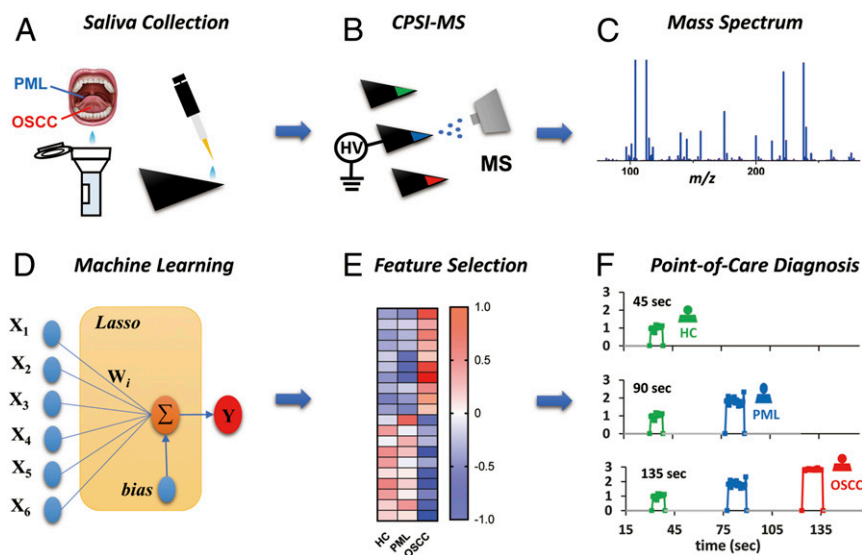 A Saliva Collection
PML
OSCC
B CPSI-MS
HV
MS
C Mass Spectrum
100
200
m/z
D Machine Learning
X1
X2
X3
X4
X5
X6
Lasso
Wi
Σ
Y
bias
E Feature Selection
1.0
0.5
0
-0.5
-1.0
HC PML OSCC
F Point-of-Care Diagnosis
3
2
1
0
45 sec
HC
3
2
1
0
90 sec
PML
3
2
1
0
135 sec
OSCC
15 45 75 105 135
time (sec)